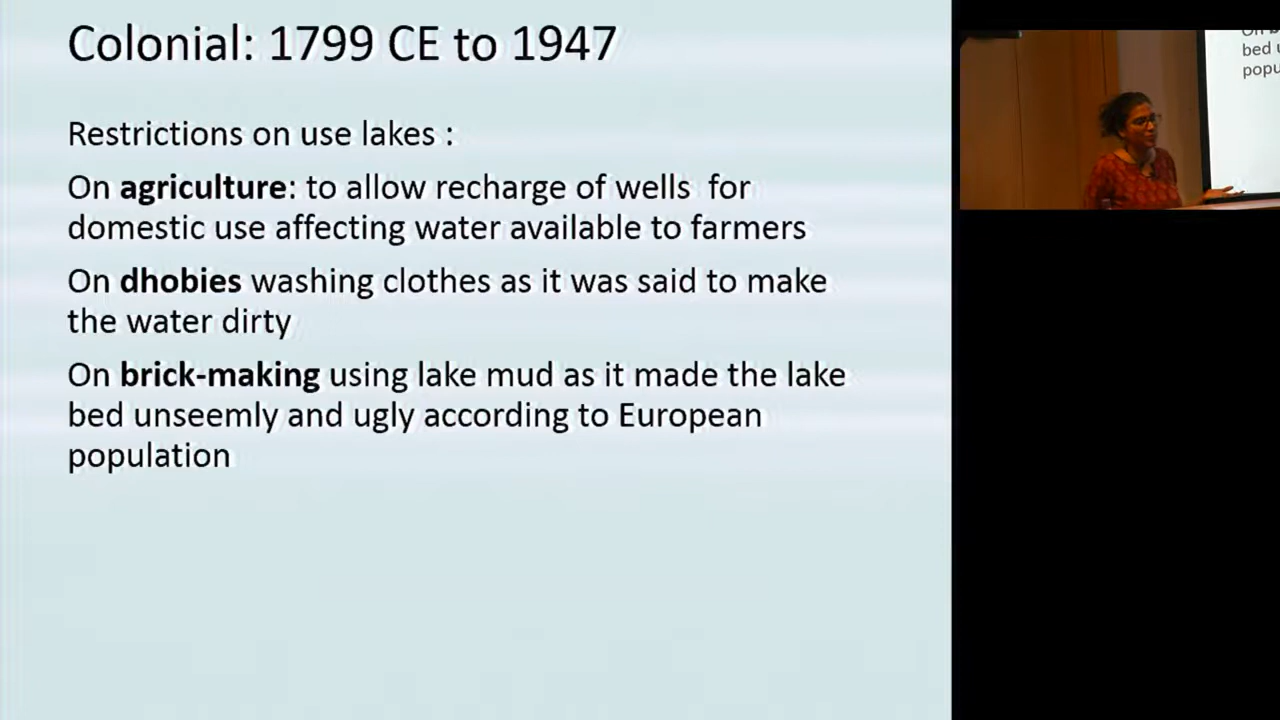 Colonial: 1799 CE to 1947
Restrictions on use lakes :
On agriculture: to allow recharge of wells  for
domestic use affecting water available to farmers
On dhobies washing clothes as it was said to make
the water dirty
On brick-making using lake mud as it made the lake
bed unseemly and ugly according to European
population
bed u
popu